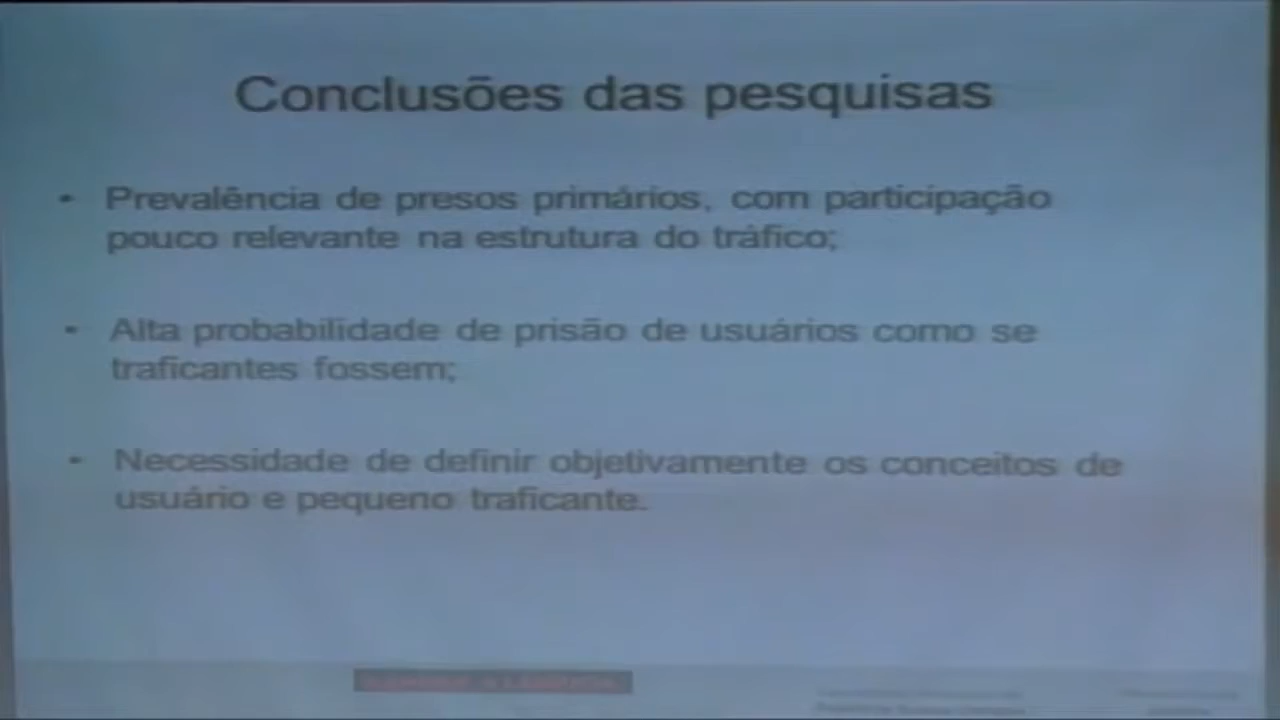 Conclusões das pesquisas
• Prevalência de presos primários, com participação
pouco relevante na estrutura do tráfico;
• Alta probabilidade de prisão de usuários como se
traficantes fossem;
• Necessidade de definir objetivamente os conceitos de
usuário e pequeno traficante.